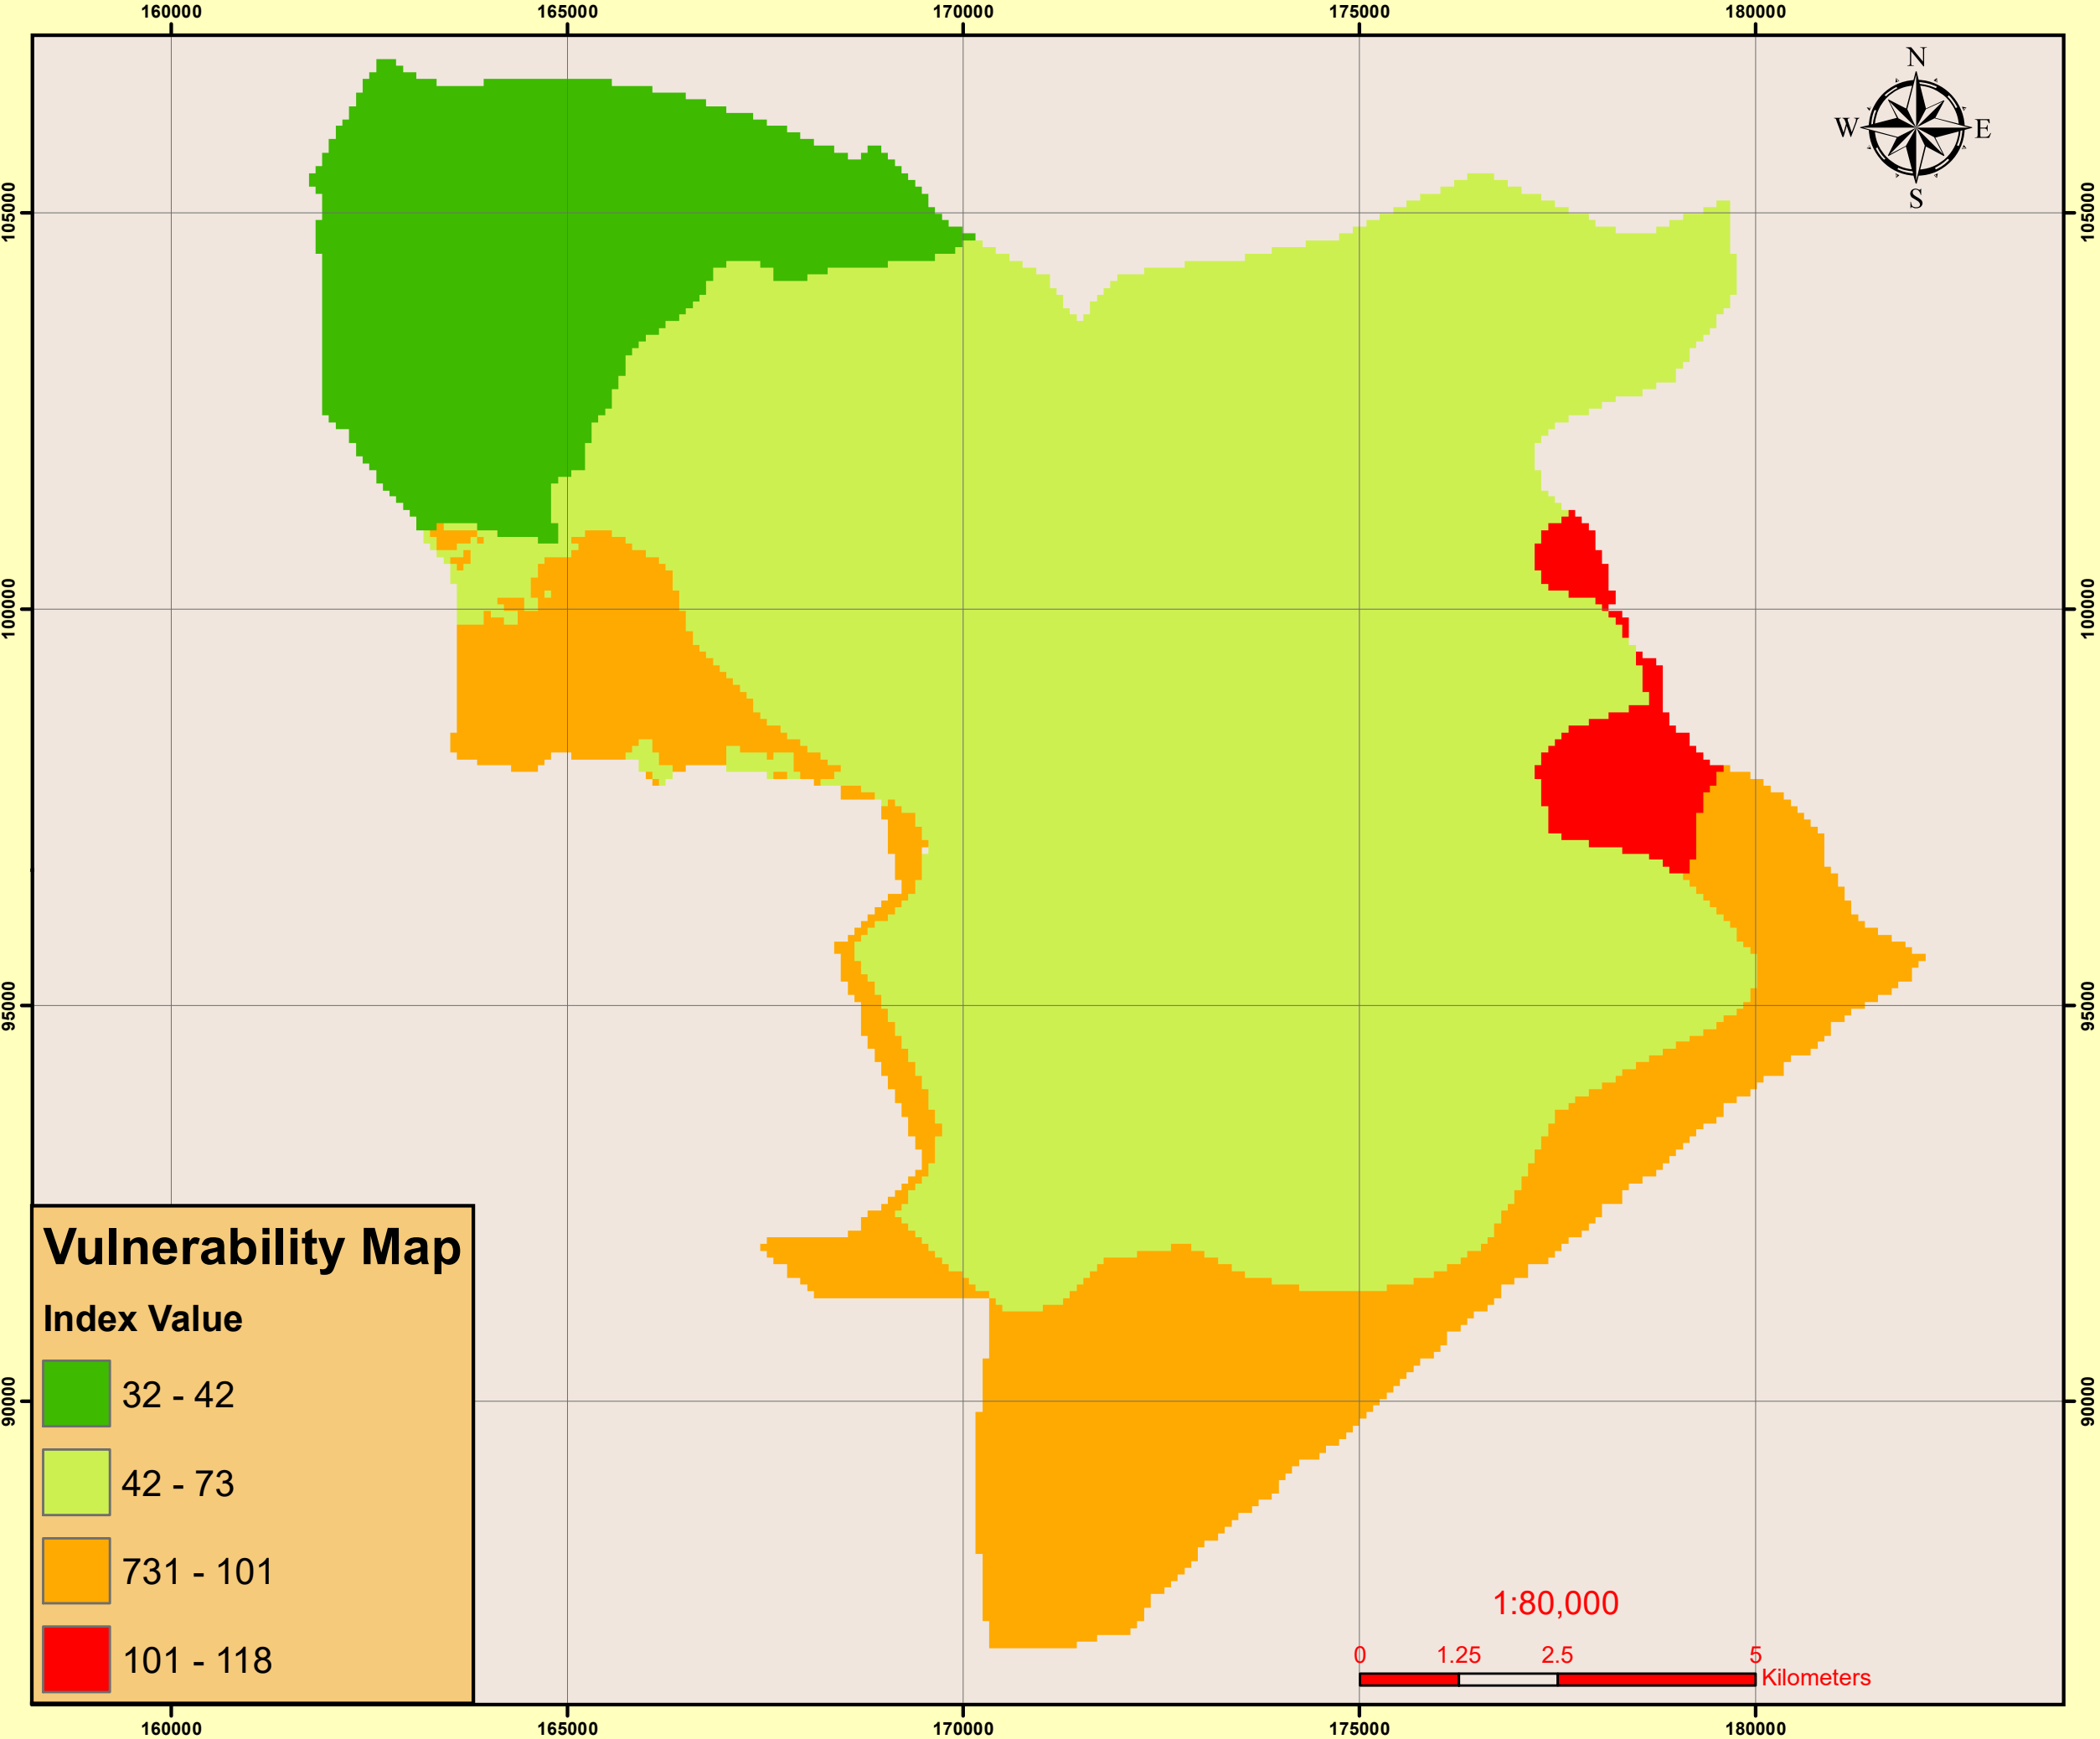 160000 165000 170000 175000 180000
N
W E
S
105000 105000
100000 100000
95000 95000
90000 90000
Vulnerability Map
Index Value
32 - 42
42 - 73
731 - 101
101 - 118
1:80,000
0 1.25 2.5 5
Kilometers
160000 165000 170000 175000 180000